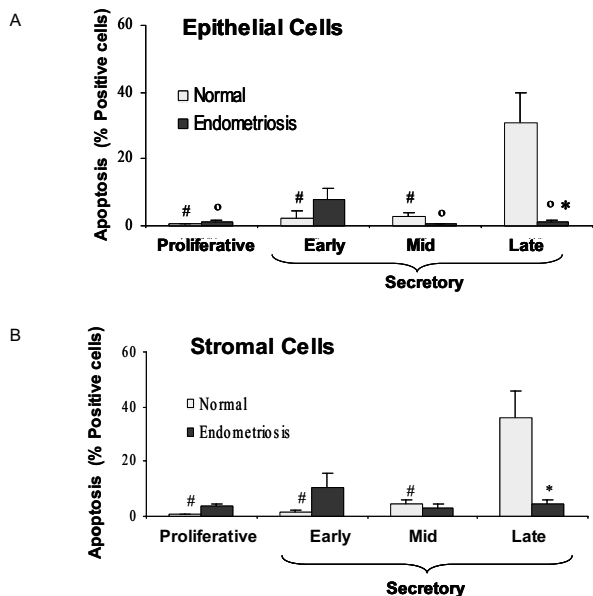 A
Epithelial Cells
Apoptosis (% Positive cells)
60
40
20
0
Normal
Endometriosis
# o # # o o *
Proliferative Early Mid Late
Secretory
B
Stromal Cells
Apoptosis (% Positive cells)
60
40
20
0
Normal
Endometriosis
# # # *
Proliferative Early Mid Late
Secretory